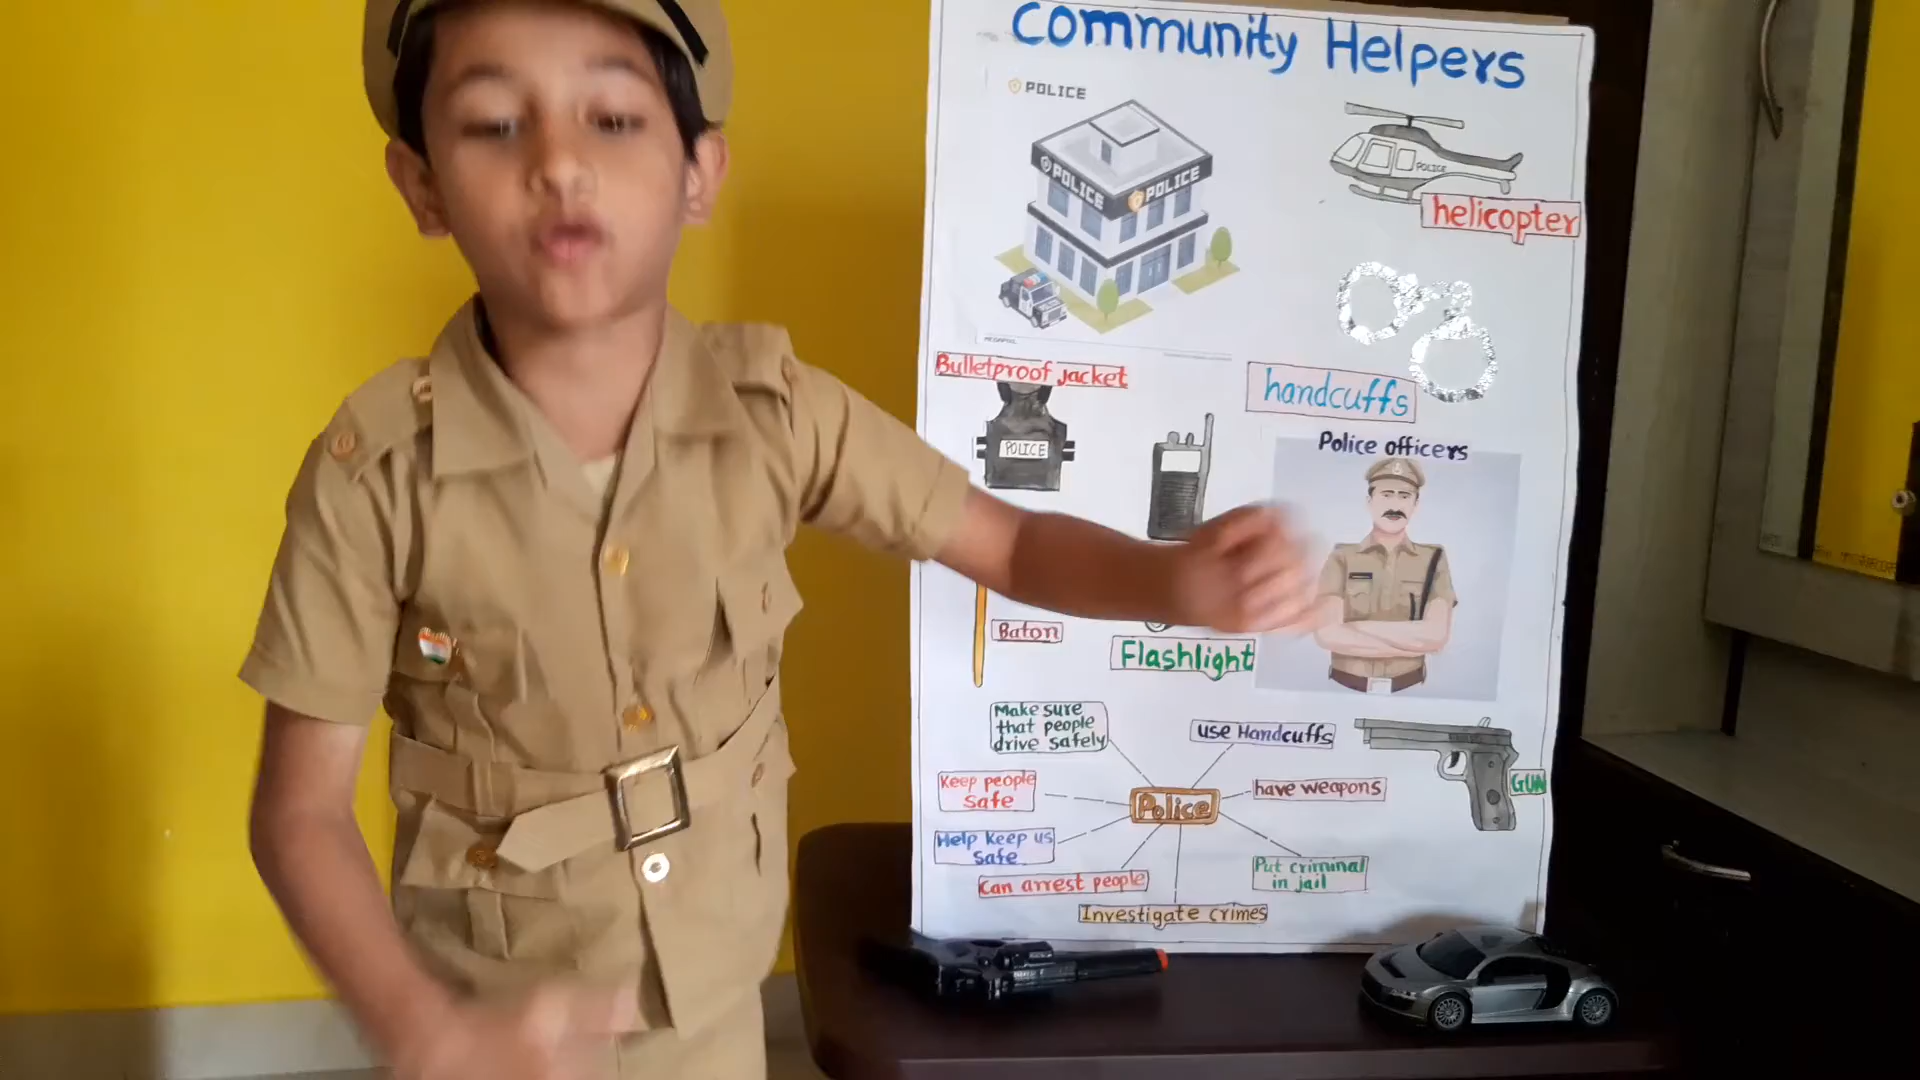 Community Helpers
POLICE
POLICE
POLICE
POLICE
helicopter
Bulletproof jacket
POLICE
handcuffs
Police officers
Baton
Flashlight
Make sure
that people
drive safely
use Handcuffs
Keep people
safe
have weapons
GUN
Police
Help Keep us
Safe
Can arrest people
Put criminal
in jail
Investigate crimes